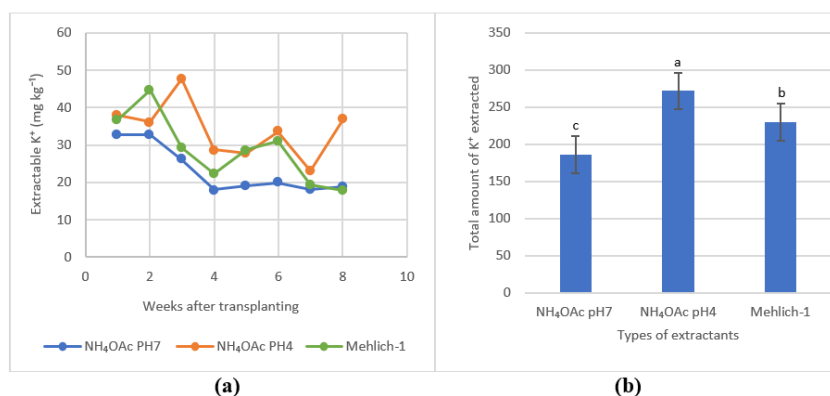 60
50
40
30
20
10
0
Extractable K⁺ (mg kg⁻¹)
0 2 4 6 8 10
Weeks after transplanting
NH₄OAc PH7 NH₄OAc PH4 Mehlich-1
(a)
350
300
250
200
150
100
50
0
Total amount of K⁺ extracted
c
a
b
NH₄OAc pH7 NH₄OAc pH4 Mehlich-1
Types of extractants
(b)